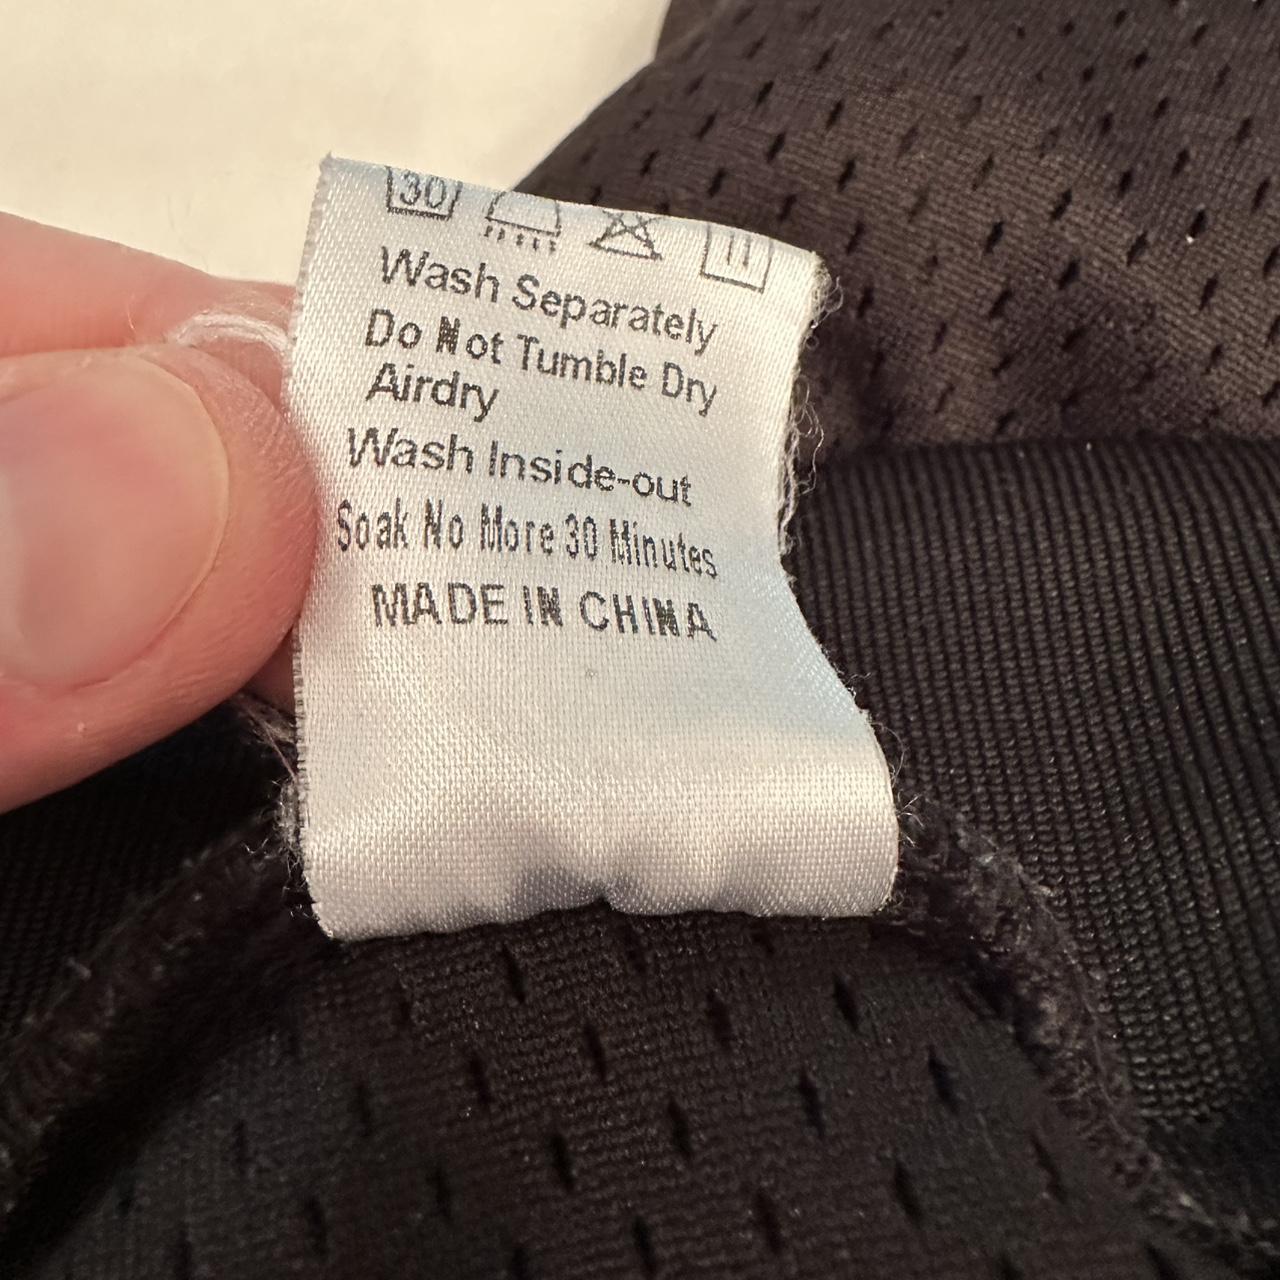 30
Wash Separately
Do Not Tumble Dry
Airdry
Wash Inside-out
Soak No More 30 Minutes
MADE IN CHINA